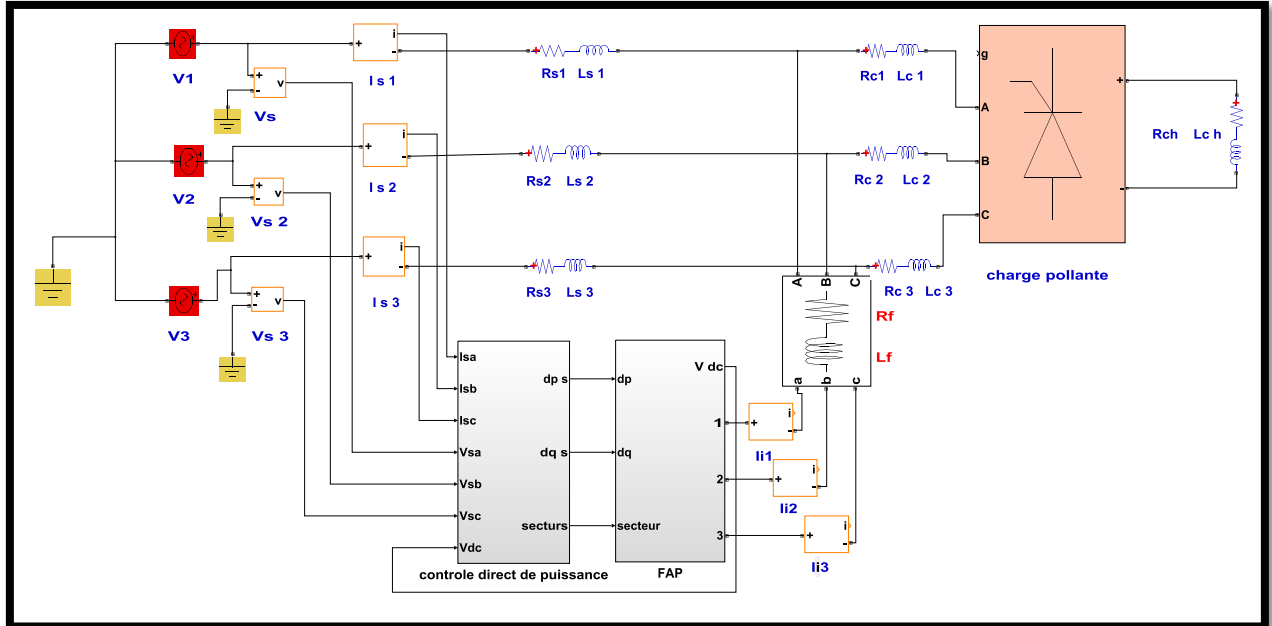 V1
+
v
-
Vs
+
i
-
I s 1
+
Rs1 Ls 1
+
Rc1 Lc 1
g
A
B
C
+
-
charge pollante
+
Rch Lc h
V2
+
+
v
-
Vs 2
+
i
-
I s 2
+
Rs2 Ls 2
+
Rc 2 Lc 2
V3
+
+
v
-
Vs 3
+
i
-
I s 3
+
Rs3 Ls 3
+
Rc 3 Lc 3
A B C
Rf
Lf
a b c
Isa
Isb
Isc
Vsa
Vsb
Vsc
Vdc
dp s
dq s
secturs
controle direct de puissance
dp
dq
secteur
V dc
1
2
3
FAP
+
i
-
Ii1
+
i
-
Ii2
+
i
-
Ii3